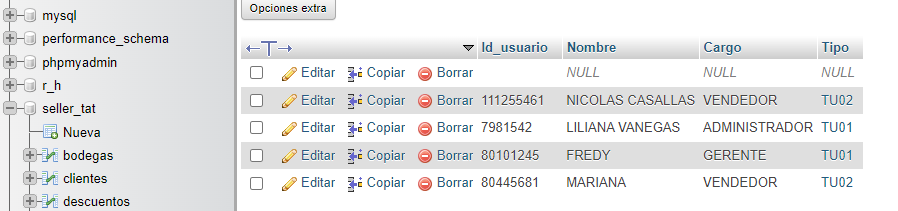 mysql
performance_schema
phpmyadmin
r_h
seller_tat
Nueva
bodegas
clientes
descuentos
Opciones extra
Id_usuario Nombre Cargo Tipo
Editar Copiar Borrar NULL NULL NULL
Editar Copiar Borrar 111255461 NICOLAS CASALLAS VENDEDOR TU02
Editar Copiar Borrar 7981542 LILIANA VANEGAS ADMINISTRADOR TU01
Editar Copiar Borrar 80101245 FREDY GERENTE TU01
Editar Copiar Borrar 80445681 MARIANA VENDEDOR TU02